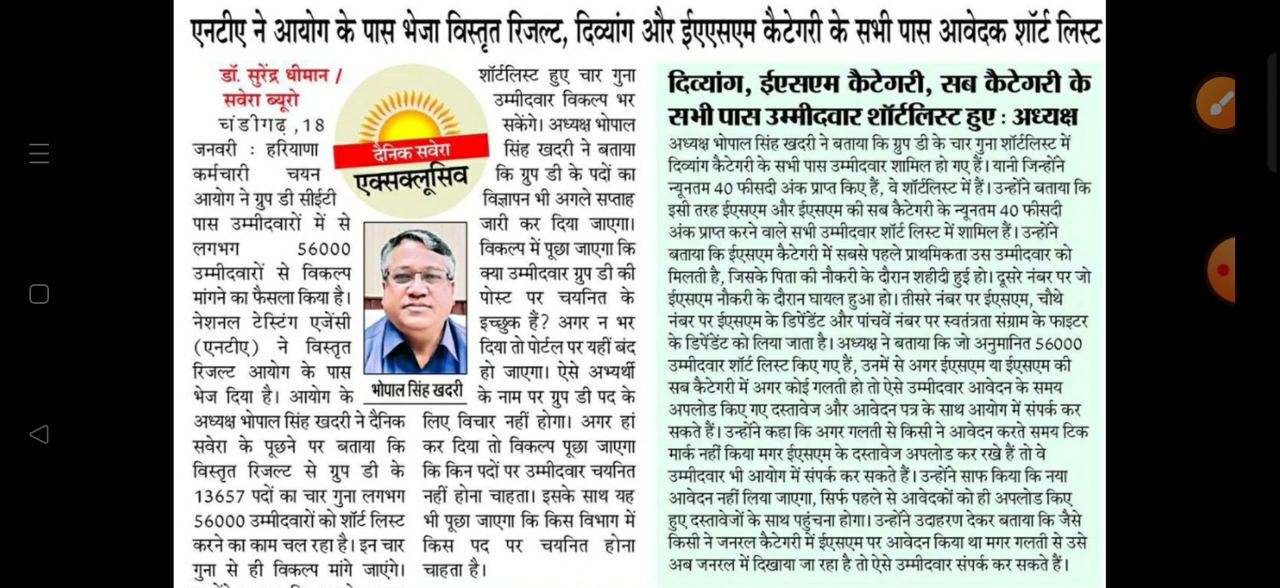 एनटीए ने आयोग के पास भेजा विस्तृत रिजल्ट, दिव्यांग और ईएएसएम कैटेगरी के सभी पास आवेदक शॉर्ट लिस्ट
डॉ. सुरेंद्र धीमान /
सवेरा ब्यूरो
चांडीगढ़ ,18
जनवरी : हरियाणा
कर्मचारी चयन
आयोग ने ग्रुप डी सीईटी
पास उम्मीदवारों में से
लगभग 56000
उम्मीदवारों से विकल्प
मांगने का फैसला किया है।
नेशनल टेस्टिंग एजेंसी
(एनटीए) ने विस्तृत
रिजल्ट आयोग के पास
भेज दिया है। आयोग के
अध्यक्ष भोपाल सिंह खदरी ने दैनिक
सवेरा के पूछने पर बताया कि
विस्तृत रिजल्ट से ग्रुप डी के
13657 पदों का चार गुना लगभग
56000 उम्मीदवारों को शॉर्ट लिस्ट
करने का काम चल रहा है। इन चार
गुना से ही विकल्प मांगे जाएंगे।
दैनिक सवेरा
एक्सक्लूसिव
भोपाल सिंह खदरी
शॉर्टलिस्ट हुए चार गुना
उम्मीदवार विकल्प भर
सकेंगे। अध्यक्ष भोपाल
सिंह खदरी ने बताया
कि ग्रुप डी के पदों का
विज्ञापन भी अगले सप्ताह
जारी कर दिया जाएगा।
विकल्प में पूछा जाएगा कि
क्या उम्मीदवार ग्रुप डी की
पोस्ट पर चयनित के
इच्छुक हैं? अगर न भर
दिया तो पोर्टल पर यहीं बंद
हो जाएगा। ऐसे अभ्यर्थी
के नाम पर ग्रुप डी पद के
लिए विचार नहीं होगा। अगर हां
कर दिया तो विकल्प पूछा जाएगा
कि किन पदों पर उम्मीदवार चयनित
नहीं होना चाहता। इसके साथ यह
भी पूछा जाएगा कि किस विभाग में
किस पद पर चयनित होना
चाहता है।
दिव्यांग, ईएसएम कैटेगरी, सब कैटेगरी के
सभी पास उम्मीदवार शॉर्टलिस्ट हुए : अध्यक्ष
अध्यक्ष भोपाल सिंह खदरी ने बताया कि ग्रुप डी के चार गुना शॉर्टलिस्ट में
दिव्यांग कैटेगरी के सभी पास उम्मीदवार शामिल हो गए हैं। यानी जिन्होंने
न्यूनतम 40 फीसदी अंक प्राप्त किए हैं, वे शॉर्टलिस्ट में हैं। उन्होंने बताया कि
इसी तरह ईएसएम और ईएसएम की सब कैटेगरी के न्यूनतम 40 फीसदी
अंक प्राप्त करने वाले सभी उम्मीदवार शॉर्ट लिस्ट में शामिल हैं। उन्होंने
बताया कि ईएसएम कैटेगरी में सबसे पहले प्राथमिकता उस उम्मीदवार को
मिलती है, जिसके पिता की नौकरी के दौरान शहीदी हुई हो। दूसरे नंबर पर जो
ईएसएम नौकरी के दौरान घायल हुआ हो। तीसरे नंबर पर ईएसएम, चौथे
नंबर पर ईएसएम के डिपेंडेंट और पांचवें नंबर पर स्वतंत्रता संग्राम के फाइटर
के डिपेंडेंट को लिया जाता है। अध्यक्ष ने बताया कि जो अनुमानित 56000
उम्मीदवार शॉर्ट लिस्ट किए गए हैं, उनमें से अगर ईएसएम या ईएसएम की
सब कैटेगरी में अगर कोई गलती हो तो ऐसे उम्मीदवार आवेदन के समय
अपलोड किए गए दस्तावेज और आवेदन पत्र के साथ आयोग में संपर्क कर
सकते हैं। उन्होंने कहा कि अगर गलती से किसी ने आवेदन करते समय टिक
मार्क नहीं किया मगर ईएसएम के दस्तावेज अपलोड कर रखे हैं तो वे
उम्मीदवार भी आयोग में संपर्क कर सकते हैं। उन्होंने साफ किया कि नया
आवेदन नहीं लिया जाएगा, सिर्फ पहले से आवेदकों को ही अपलोड किए
हुए दस्तावेजों के साथ पहुंचना होगा। उन्होंने उदाहरण देकर बताया कि जैसे
किसी ने जनरल कैटेगरी में ईएसएम पर आवेदन किया था मगर गलती से उसे
अब जनरल में दिखाया जा रहा है तो ऐसे उम्मीदवार संपर्क कर सकते हैं।